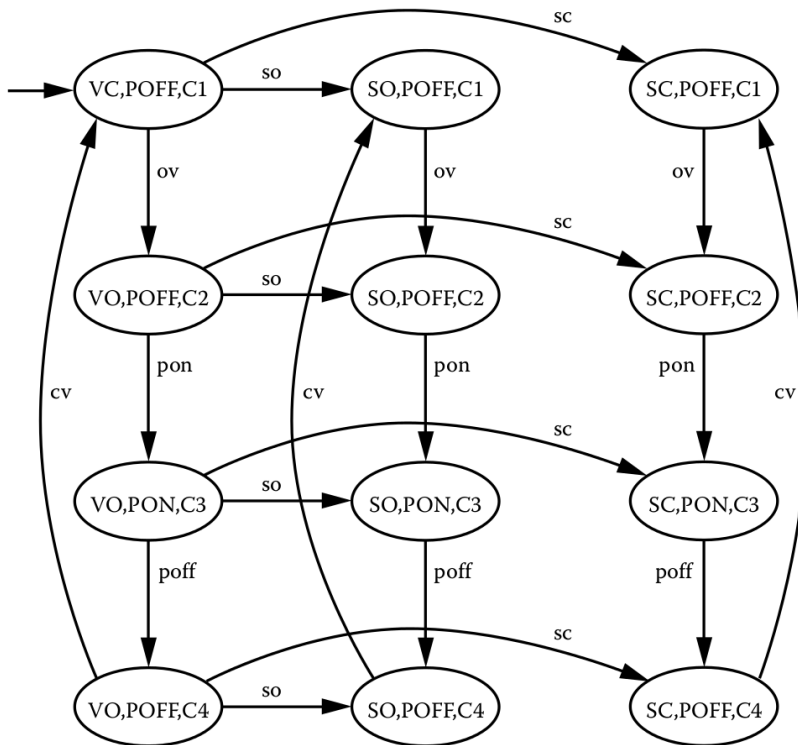 sc
VC,POFF,C1
so
SO,POFF,C1
SC,POFF,C1
ov
ov
ov
sc
VO,POFF,C2
so
SO,POFF,C2
SC,POFF,C2
pon
pon
pon
cv
cv
cv
sc
VO,PON,C3
so
SO,PON,C3
SC,PON,C3
poff
poff
poff
sc
VO,POFF,C4
so
SO,POFF,C4
SC,POFF,C4